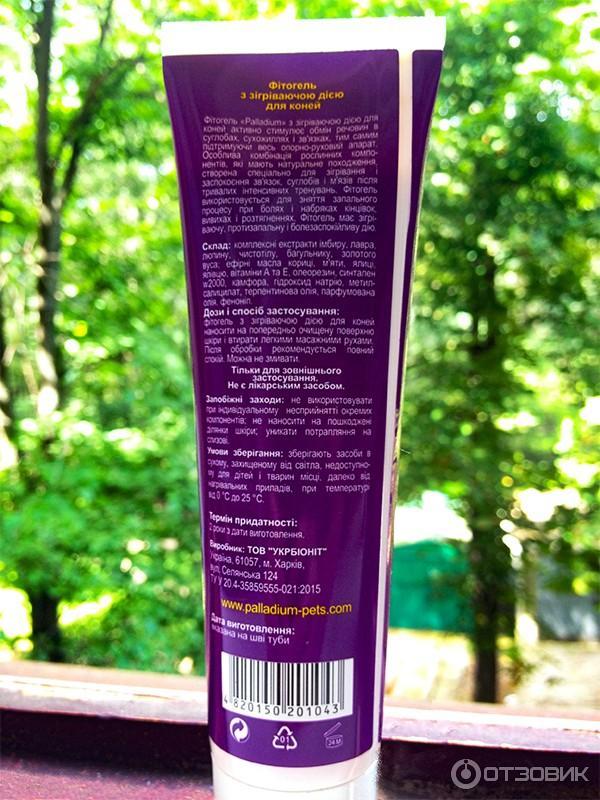 Фітогель
з зігріваючою дією
для коней
Фітогель «Palladium» з зігріваючою дією для
коней активно стимулює обмін речовин в
суглобах, сухожиллях і зв'язках, тим самим
підтримуючи весь опорно-руховий апарат.
Особлива комбінація рослинних компо-
нентів, які мають натуральне походження,
створена спеціально для зігрівання і
заспокоєння зв'язок, суглобів і м'язів після
тривалих інтенсивних тренувань. Фітогель
використовується для зняття запального
процесу при болях і набряках кінцівок,
вивихах і розтягненнях, Фітогель має зігрі-
ваючу, протизапальну і болезаспокійливу дію.
Склад: комплексні екстракти імбиру, лавра,
люпину, чистотілу, багульнику, золотого
вуса; ефірні масла кориці, м'яти, ялиці,
ялівцю, вітаміни А та Е, олеорезин, синтален
w2000, камфора, гідроксид натрію, метил-
салицилат, терпентинова олія, парфумована
олія, феноніп.
Дози і спосіб застосування:
фітогель з зігріваючою дією для коней
наносити на попередньо очищену поверхню
шкіри і втирати легкими масажними рухами.
Після обробки рекомендується повний
спокій. Можна не змивати.
Тільки для зовнішнього
застосування.
Не є лікарським засобом.
Запобіжні заходи: не використовувати
при індивідуальному несприйнятті окремих
компонентів; не наносити на пошкоджені
ділянки шкіри; уникати потрапляння на
слизові.
Умови зберігання: зберігають засоби в
сухому, захищеному від світла, недоступно-
му для дітей і тварин місці, далеко від
нагрівальних приладів, при температурі
від 0 °С до 25 °С.
Термін придатності:
2 роки з дати виготовлення.
Виробник: ТОВ "УКРБІОНІТ"
Україна, 61057, м. Харків,
вул. Селянська 124
ТУ У 20.4-35859555-021:2015
www.palladium-pets.com
Дата виготовлення:
вказана на шві туби
4 820150 201043
01
24 M
ОТЗОВИК